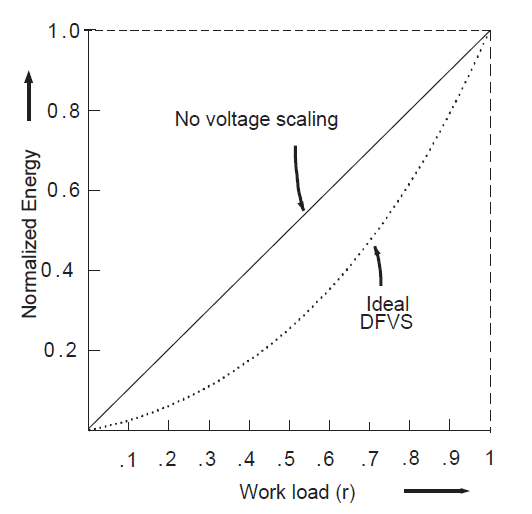 1.0
0.8
No voltage scaling
0.6
Normalized Energy
0.4
Ideal
DFVS
0.2
.1 .2 .3 .4 .5 .6 .7 .8 .9 1
Work load (r)